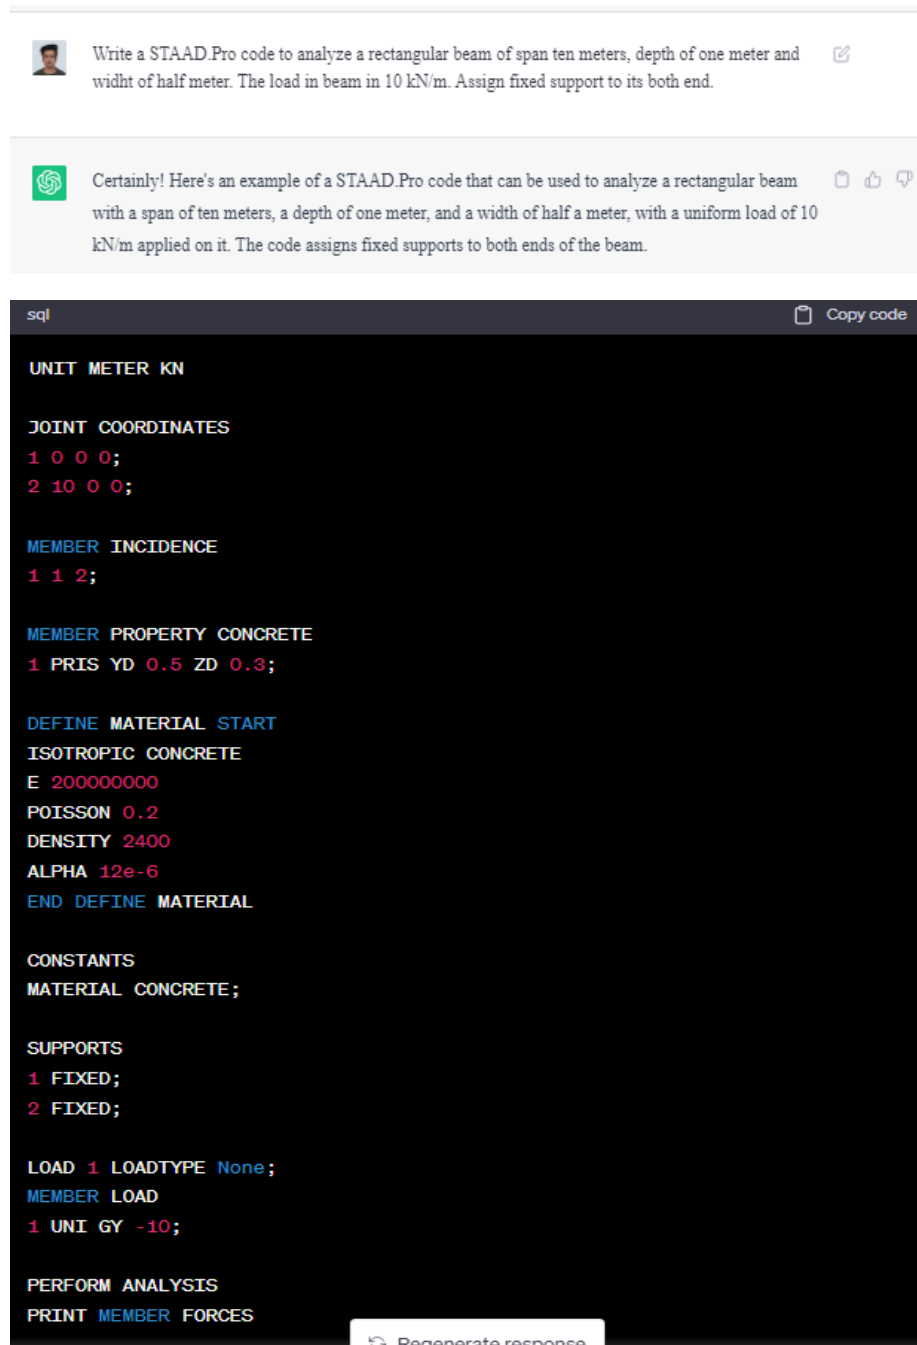 Write a STAAD.Pro code to analyze a rectangular beam of span ten meters, depth of one meter and
widht of half meter. The load in beam in 10 kN/m. Assign fixed support to its both end.
Certainly! Here's an example of a STAAD.Pro code that can be used to analyze a rectangular beam
with a span of ten meters, a depth of one meter, and a width of half a meter, with a uniform load of 10
kN/m applied on it. The code assigns fixed supports to both ends of the beam.
sql Copy code
UNIT METER KN
JOINT COORDINATES
1 0 0 0;
2 10 0 0;
MEMBER INCIDENCE
1 1 2;
MEMBER PROPERTY CONCRETE
1 PRIS YD 0.5 ZD 0.3;
DEFINE MATERIAL START
ISOTROPIC CONCRETE
E 200000000
POISSON 0.2
DENSITY 2400
ALPHA 12e-6
END DEFINE MATERIAL
CONSTANTS
MATERIAL CONCRETE;
SUPPORTS
1 FIXED;
2 FIXED;
LOAD 1 LOADTYPE None;
MEMBER LOAD
1 UNI GY -10;
PERFORM ANALYSIS
PRINT MEMBER FORCES
Regenerate response